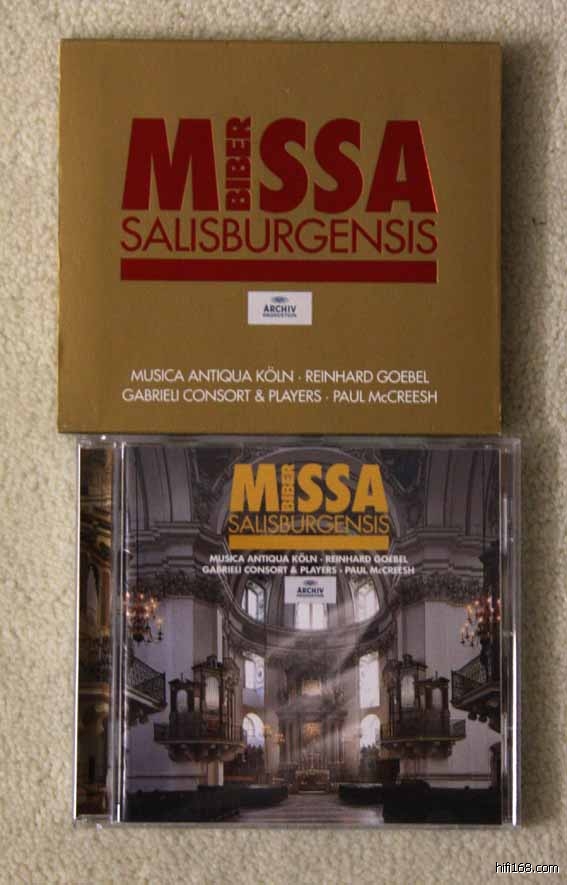 MISSA
BIBER
SALISBURGENSIS
ARCHIV
PRODUKTION
MUSICA ANTIQUA KÖLN · REINHARD GOEBEL
GABRIELI CONSORT & PLAYERS · PAUL McCREESH
MISSA
BIBER
SALISBURGENSIS
MUSICA ANTIQUA KÖLN · REINHARD GOEBEL
GABRIELI CONSORT & PLAYERS · PAUL McCREESH
ARCHIV
PRODUKTION
hifi168.com